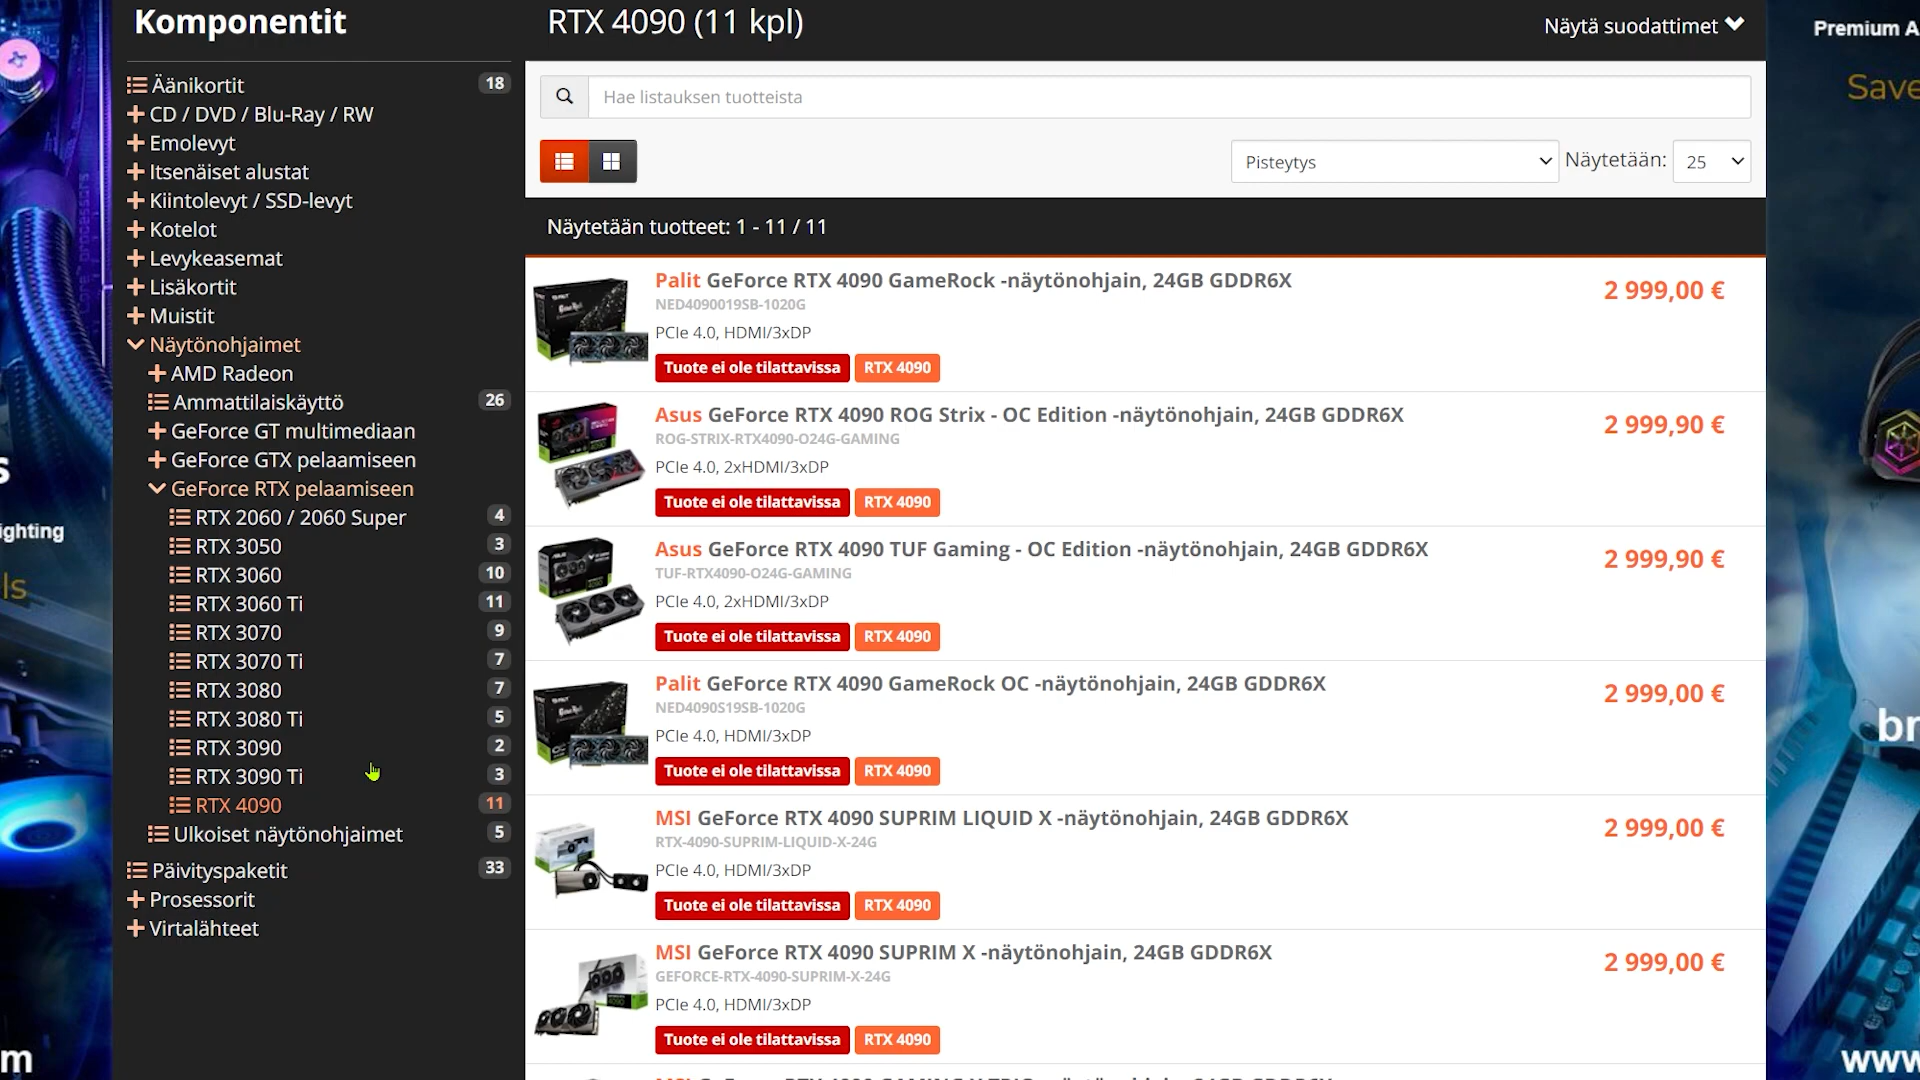 Komponentit
Äänikortit 18
CD / DVD / Blu-Ray / RW
Emolevyt
Itsenäiset alustat
Kiintolevyt / SSD-levyt
Kotelot
Levykeasemat
Lisäkortit
Muistit
Näytönohjaimet
AMD Radeon
Ammattilaiskäyttö 26
GeForce GT multimediaan
GeForce GTX pelaamiseen
GeForce RTX pelaamiseen
RTX 2060 / 2060 Super 4
RTX 3050 3
RTX 3060 10
RTX 3060 Ti 11
RTX 3070 9
RTX 3070 Ti 7
RTX 3080 7
RTX 3080 Ti 5
RTX 3090 2
RTX 3090 Ti 3
RTX 4090 11
Ulkoiset näytönohjaimet 5
Päivityspaketit 33
Prosessorit
Virtalähteet
RTX 4090 (11 kpl)
Näytä suodattimet
Hae listauksen tuotteista
Pisteytys Näytetään: 25
Näytetään tuotteet: 1 - 11 / 11
Palit GeForce RTX 4090 GameRock -näytönohjain, 24GB GDDR6X
2 999,00 €
NED4090019SB-1020G
PCIe 4.0, HDMI/3xDP
Tuote ei ole tilattavissa RTX 4090
Asus GeForce RTX 4090 ROG Strix - OC Edition -näytönohjain, 24GB GDDR6X
2 999,90 €
ROG-STRIX-RTX4090-O24G-GAMING
PCIe 4.0, 2xHDMI/3xDP
Tuote ei ole tilattavissa RTX 4090
Asus GeForce RTX 4090 TUF Gaming - OC Edition -näytönohjain, 24GB GDDR6X
2 999,90 €
TUF-RTX4090-O24G-GAMING
PCIe 4.0, 2xHDMI/3xDP
Tuote ei ole tilattavissa RTX 4090
Palit GeForce RTX 4090 GameRock OC -näytönohjain, 24GB GDDR6X
2 999,00 €
NED4090S19SB-1020G
PCIe 4.0, HDMI/3xDP
Tuote ei ole tilattavissa RTX 4090
MSI GeForce RTX 4090 SUPRIM LIQUID X -näytönohjain, 24GB GDDR6X
2 999,00 €
RTX-4090-SUPRIM-LIQUID-X-24G
PCIe 4.0, HDMI/3xDP
Tuote ei ole tilattavissa RTX 4090
MSI GeForce RTX 4090 SUPRIM X -näytönohjain, 24GB GDDR6X
2 999,00 €
GEFORCE-RTX-4090-SUPRIM-X-24G
PCIe 4.0, HDMI/3xDP
Tuote ei ole tilattavissa RTX 4090
s
ighting
ls
m
Premium A
Save
br
www